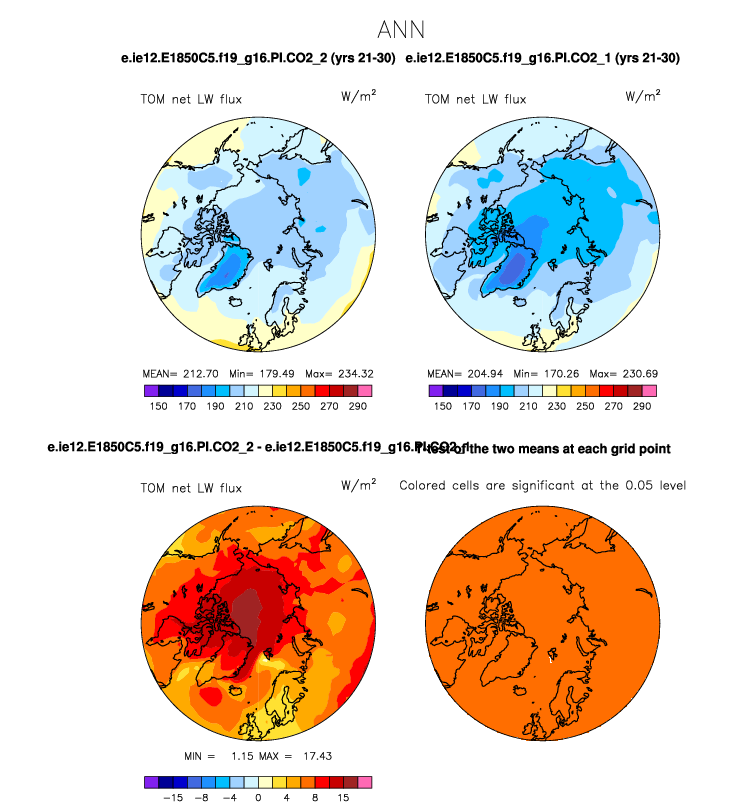 ANN
e.ie12.E1850C5.f19_g16.PI.CO2_2 (yrs 21-30) e.ie12.E1850C5.f19_g16.PI.CO2_1 (yrs 21-30)
TOM net LW flux W/m² TOM net LW flux W/m²
MEAN= 212.70 Min= 179.49 Max= 234.32 MEAN= 204.94 Min= 170.26 Max= 230.69
150 170 190 210 230 250 270 290 150 170 190 210 230 250 270 290
e.ie12.E1850C5.f19_g16.PI.CO2_2 - e.ie12.E1850C5.f19_g16.PI.CO2_1 T-test of the two means at each grid point
TOM net LW flux W/m² Colored cells are significant at the 0.05 level
MIN = 1.15 MAX = 17.43
-15 -8 -4 0 4 8 15